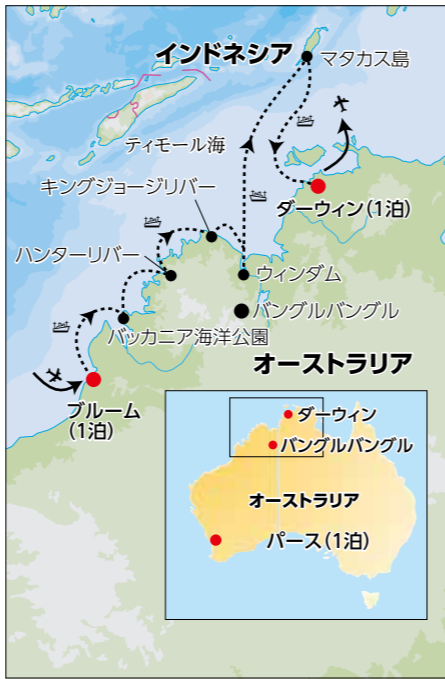 インドネシア
マタカス島
ティモール海
キングジョージリバー
ダーウィン(1泊)
ハンターリバー
ウィンダム
バングルバングル
バッカニア海洋公園
オーストラリア
ブルーム
(1泊)
ダーウィン
バングルバングル
オーストラリア
パース(1泊)